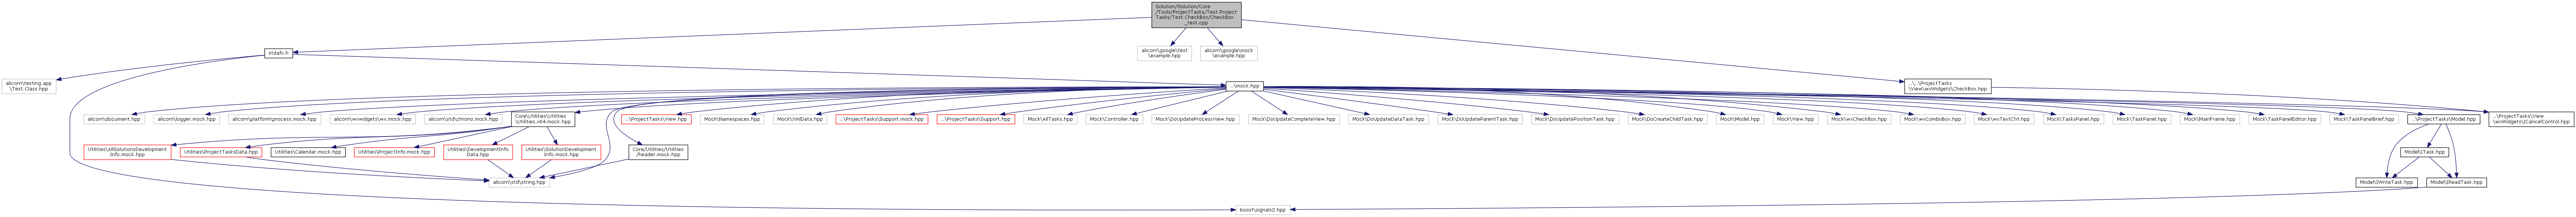 Solution/Solution/Core
/Tools/ProjectTasks/Test.Project
Tasks/Test.CheckBox/CheckBox
_test.cpp
stdafx.h
alicorn\google\test
\example.hpp
alicorn\google\mock
\example.hpp
alicorn\testing.app
\Test.Class.hpp
...\mock.hpp
..\...\ProjectTasks
\View\wxWidgets\CheckBox.hpp
alicorn\document.hpp
alicorn\logger.mock.hpp
alicorn\platform\process.mock.hpp
alicorn\wxwidgets\wx.mock.hpp
alicorn\std\chrono.mock.hpp
Core\Utilities\Utilities
\Utilities.x64.mock.hpp
...\ProjectTasks\View.hpp
Mock\Namespaces.hpp
Mock\XmlData.hpp
...\ProjectTasks\Support.mock.hpp
...\ProjectTasks\Support.hpp
Mock\AllTasks.hpp
Mock\Controller.hpp
Mock\DoUpdateProcessView.hpp
Mock\DoUpdateCompleteView.hpp
Mock\DoUpdateDataTask.hpp
Mock\DoUpdateParentTask.hpp
Mock\DoUpdatePositionTask.hpp
Mock\DoCreateChildTask.hpp
Mock\Model.hpp
Mock\View.hpp
Mock\wxCheckBox.hpp
Mock\wxComboBox.hpp
Mock\wxTextCtrl.hpp
Mock\TasksPanel.hpp
Mock\TaskPanel.hpp
Mock\MainFrame.hpp
Mock\TaskPanelEditor.hpp
Mock\TaskPanelBrief.hpp
...\ProjectTasks\Model.hpp
...\ProjectTasks\View
\wxWidgets\ICancelControl.hpp
Utilities\AllSolutionsDevelopment
Info.mock.hpp
Utilities\ProjectTasksData.hpp
Utilities\Calendar.mock.hpp
Utilities\ProjectInfo.mock.hpp
Utilities\DevelopmentInfo
Data.hpp
Utilities\SolutionDevelopment
Info.mock.hpp
Core/Utilities/Utilities
/header.mock.hpp
Model\ITask.hpp
alicorn\std\string.hpp
Model\IWriteTask.hpp
Model\IReadTask.hpp
boost\signals2.hpp